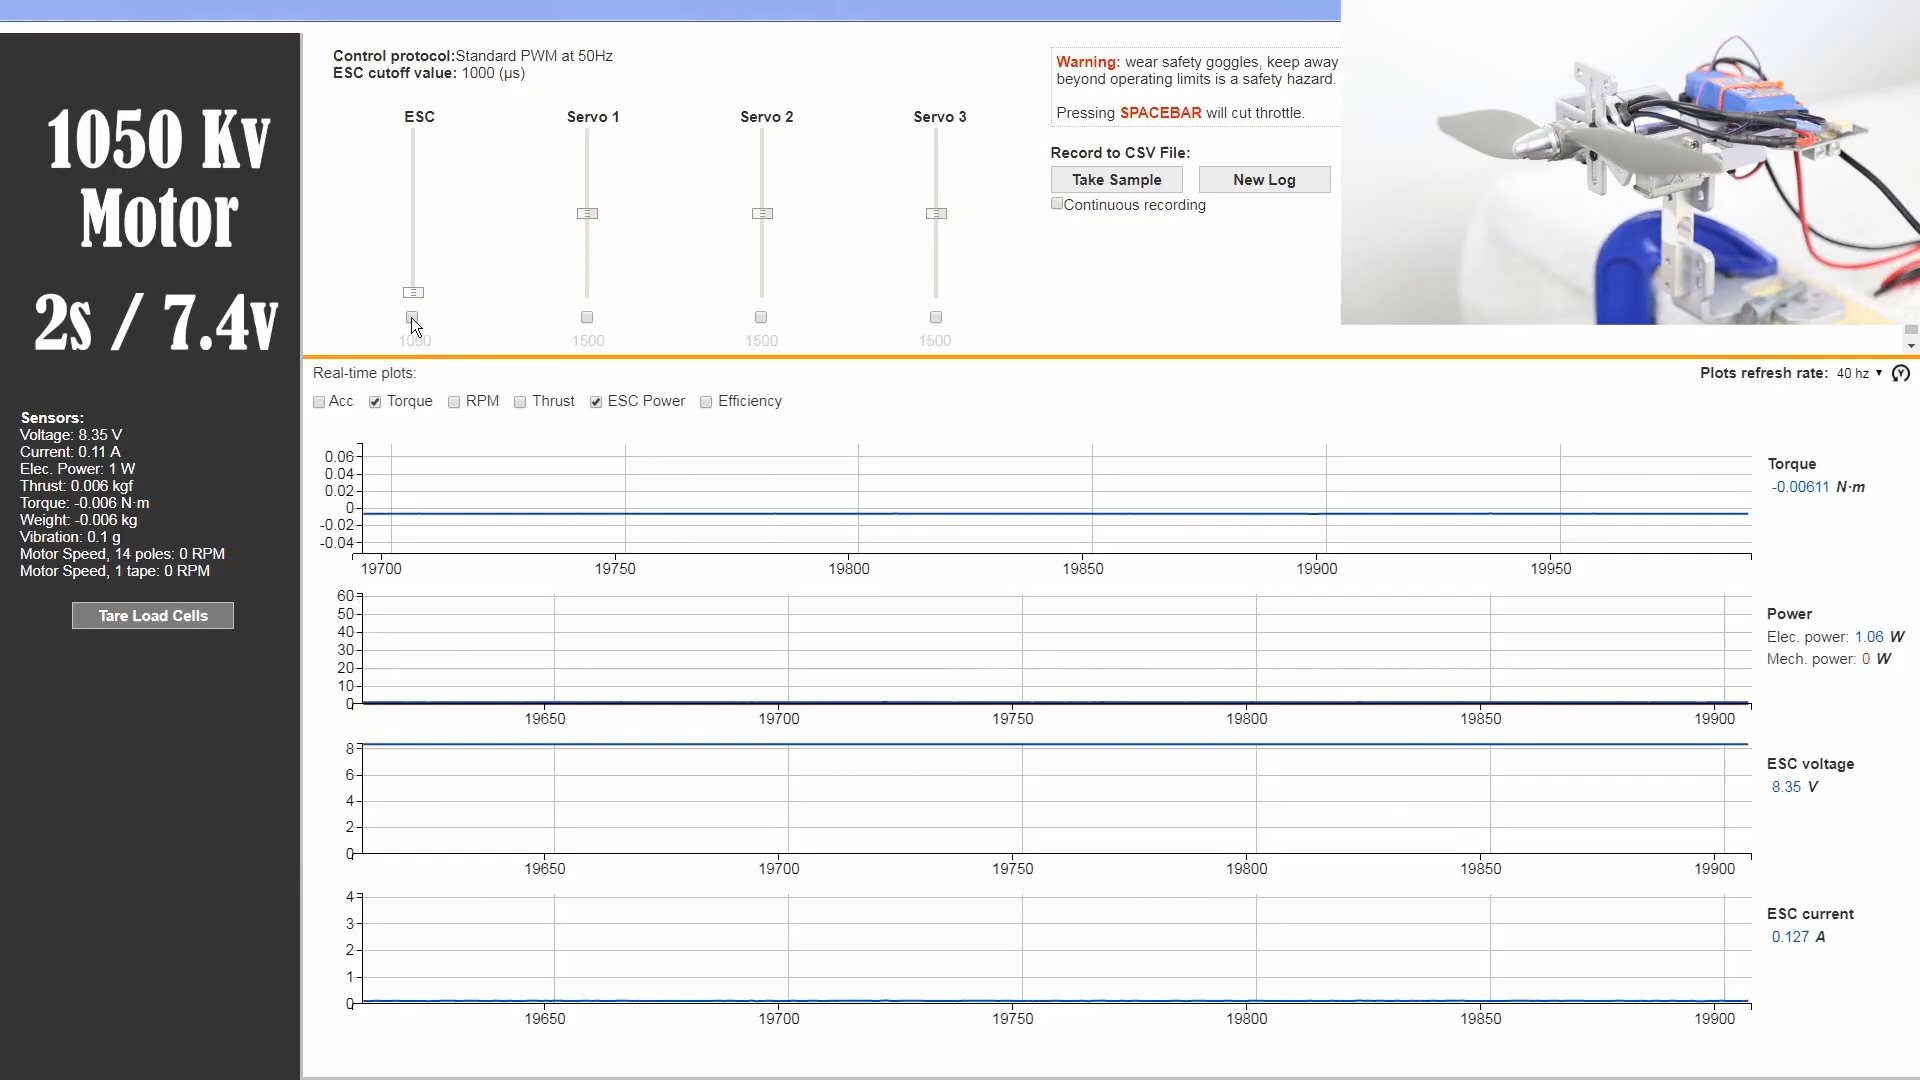 1050 Kv
Motor
2s / 7.4v
Sensors:
Voltage: 8.35 V
Current: 0.11 A
Elec. Power: 1 W
Thrust: 0.006 kgf
Torque: -0.006 N·m
Weight: -0.006 kg
Vibration: 0.1 g
Motor Speed, 14 poles: 0 RPM
Motor Speed, 1 tape: 0 RPM
Tare Load Cells
Control protocol:Standard PWM at 50Hz
ESC cutoff value: 1000 (µs)
ESC Servo 1 Servo 2 Servo 3
1000 1500 1500 1500
Warning: wear safety goggles, keep away
beyond operating limits is a safety hazard.
Pressing SPACEBAR will cut throttle.
Record to CSV File:
Take Sample New Log
Continuous recording
Real-time plots:
Plots refresh rate: 40 hz
Acc Torque RPM Thrust ESC Power Efficiency
0.06
0.04
0.02
0
-0.02
-0.04
19700 19750 19800 19850 19900 19950
Torque
-0.00611 N·m
60
50
40
30
20
10
0
19650 19700 19750 19800 19850 19900
Power
Elec. power: 1.06 W
Mech. power: 0 W
8
6
4
2
0
19650 19700 19750 19800 19850 19900
ESC voltage
8.35 V
4
3
2
1
0
19650 19700 19750 19800 19850 19900
ESC current
0.127 A